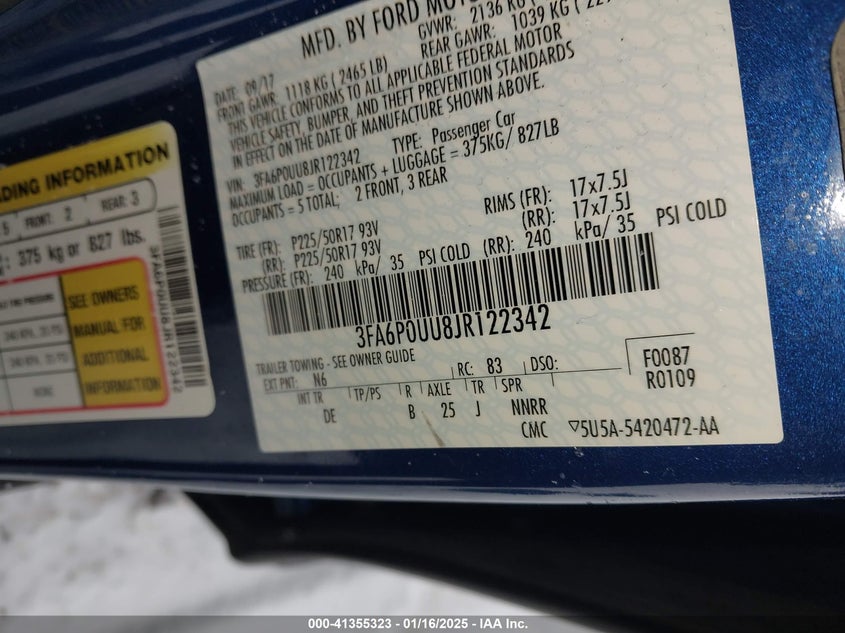 MFD. BY FORD MOTOR
GVWR: 2136 KG
DATE: 09/17
FRONT GAWR: 1118 KG ( 2465 LB) REAR GAWR: 1039 KG (
THIS VEHICLE CONFORMS TO ALL APPLICABLE FEDERAL MOTOR
VEHICLE SAFETY, BUMPER, AND THEFT PREVENTION STANDARDS
IN EFFECT ON THE DATE OF MANUFACTURE SHOWN ABOVE.
VIN: 3FA6P0UU8JR122342 TYPE: Passenger Car
MAXIMUM LOAD = OCCUPANTS + LUGGAGE = 375KG/ 827LB
OCCUPANTS = 5 TOTAL; 2 FRONT, 3 REAR
TIRE (FR): P225/50R17 93V RIMS (FR): 17x7.5J
(RR): P225/50R17 93V (RR): 17x7.5J
PRESSURE (FR): 240 kPa/ 35 PSI COLD (RR): 240 kPa/ 35 PSI COLD
3FA6P0UU8JR122342
TRAILER TOWING - SEE OWNER GUIDE
EXT PNT: N6 RC: 83 DSO: F0087
R0109
INT TR TP/PS R AXLE TR SPR
DE B 25 J NNRR
CMC ▽5U5A-5420472-AA
ADING INFORMATION
5 FRONT: 2 REAR: 3
375 kg or 827 lbs.
SEE OWNERS
MANUAL FOR
ADDITIONAL
INFORMATION
NONE
3FA6P0UU8JR122342
000-41355323 — 01/16/2025 — IAA Inc.